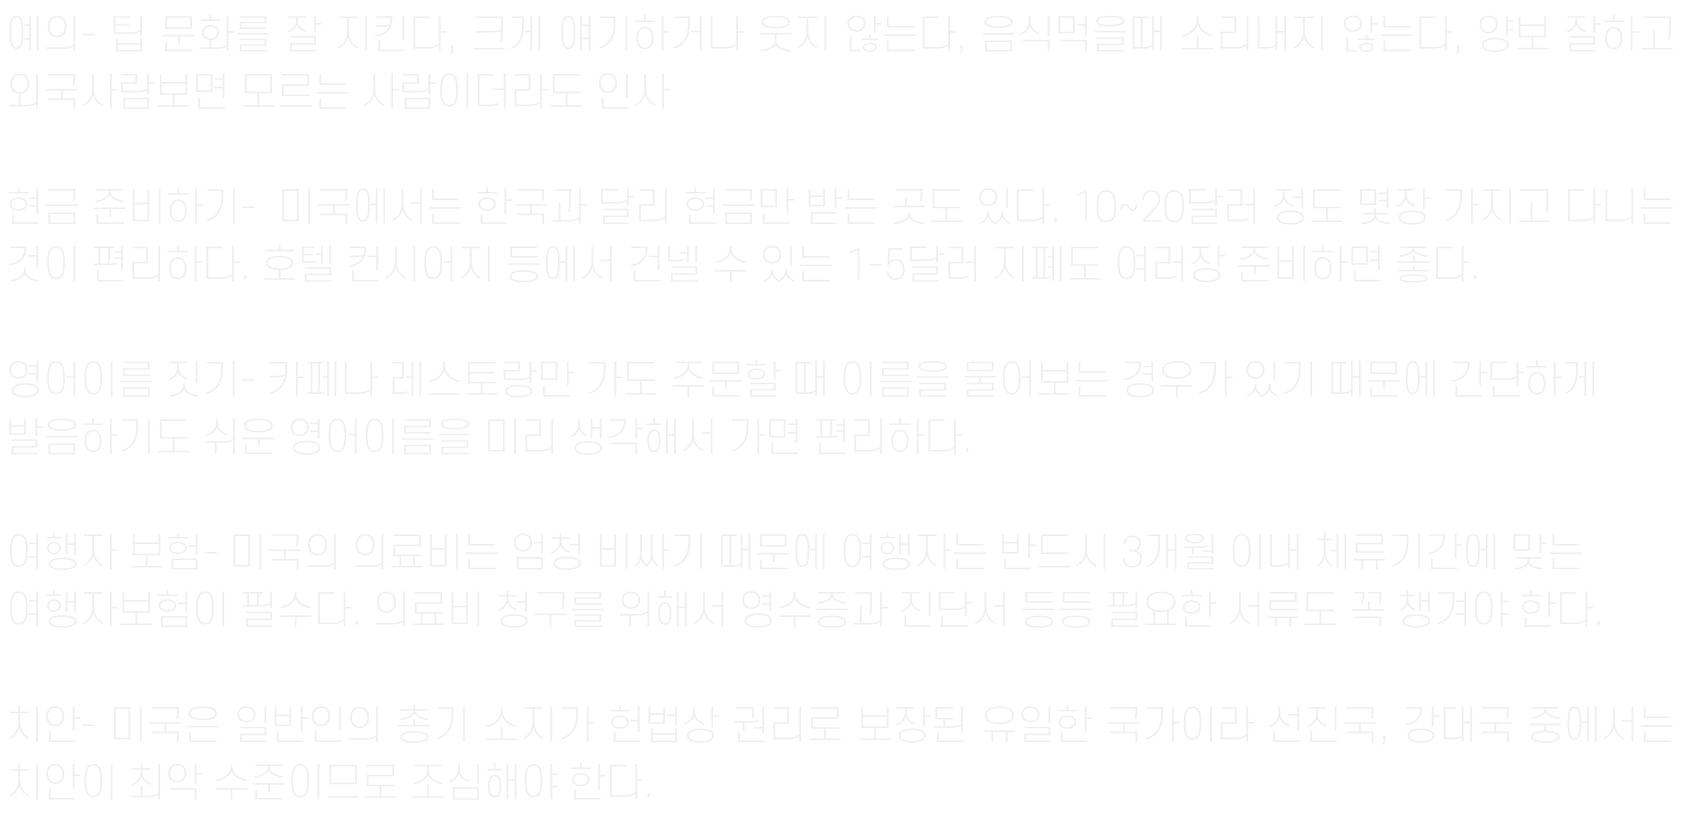 예의- 팁 문화를 잘 지킨다, 크게 얘기하거나 웃지 않는다, 음식먹을때 소리내지 않는다, 양보 잘하고
외국사람보면 모르는 사람이더라도 인사
현금 준비하기- 미국에서는 한국과 달리 현금만 받는 곳도 있다. 10~20달러 정도 몇장 가지고 다니는
것이 편리하다. 호텔 컨시어지 등에서 건넬 수 있는 1-5달러 지폐도 여러장 준비하면 좋다.
영어이름 짓기- 카페나 레스토랑만 가도 주문할 때 이름을 물어보는 경우가 있기 때문에 간단하게
발음하기도 쉬운 영어이름을 미리 생각해서 가면 편리하다.
여행자 보험- 미국의 의료비는 엄청 비싸기 때문에 여행자는 반드시 3개월 이내 체류기간에 맞는
여행자보험이 필수다. 의료비 청구를 위해서 영수증과 진단서 등등 필요한 서류도 꼭 챙겨야 한다.
치안- 미국은 일반인의 총기 소지가 헌법상 권리로 보장된 유일한 국가이라 선진국, 강대국 중에서는
치안이 최악 수준이므로 조심해야 한다.